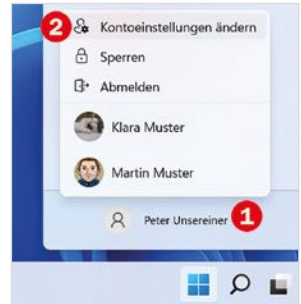 2 Kontoeinstellungen ändern
Sperren
Abmelden
Klara Muster
Martin Muster
Peter Unsereiner 1